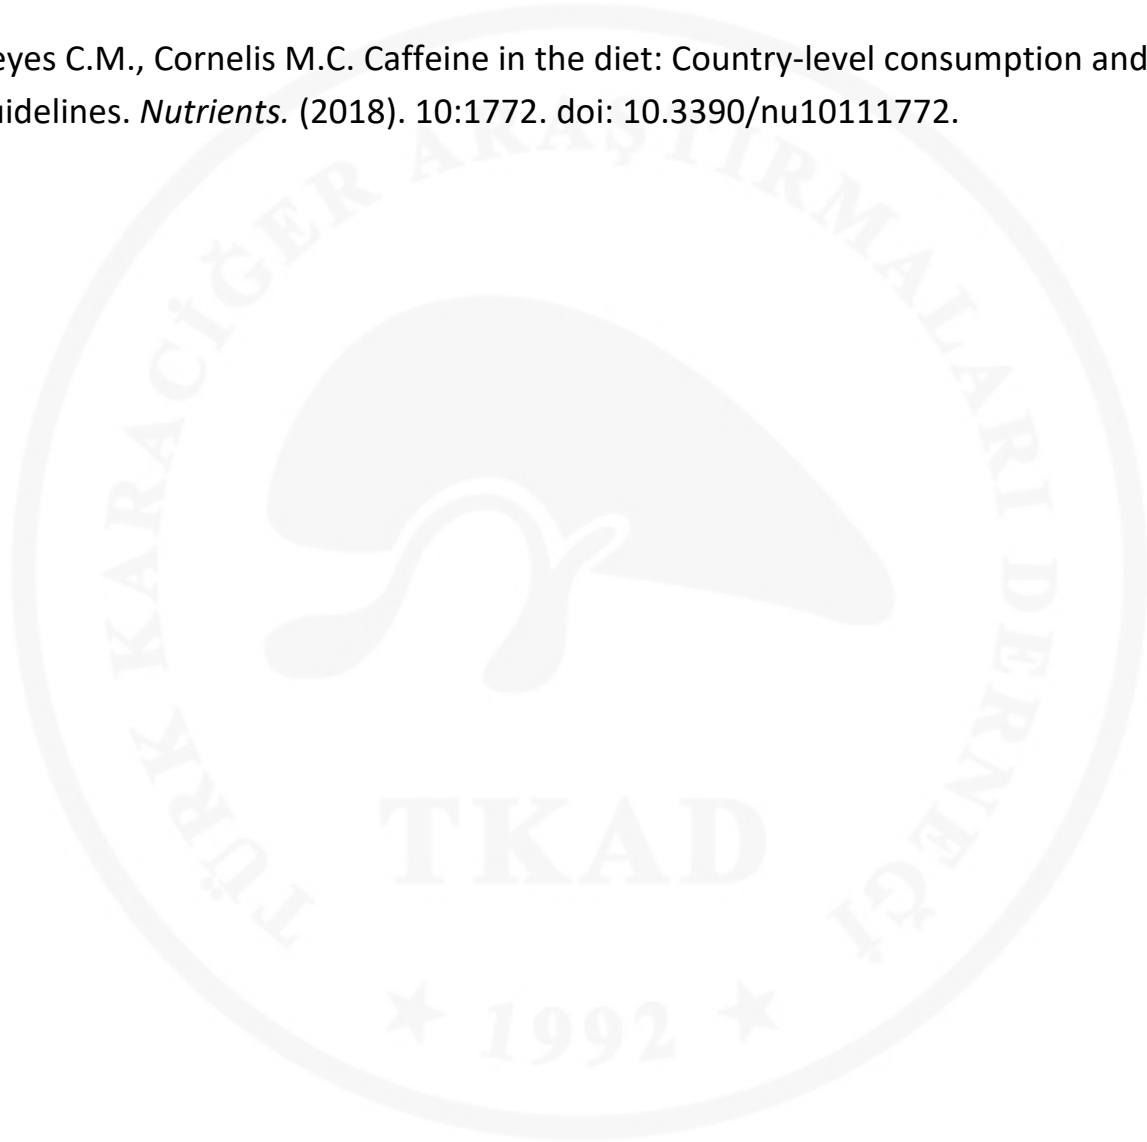 eyes C.M., Cornelis M.C. Caffeine in the diet: Country-level consumption and
uidelines. Nutrients. (2018). 10:1772. doi: 10.3390/nu10111772.
TÜRK KARACİĞER ARAŞTIRMALARI DERNEĞİ
TKAD
1992